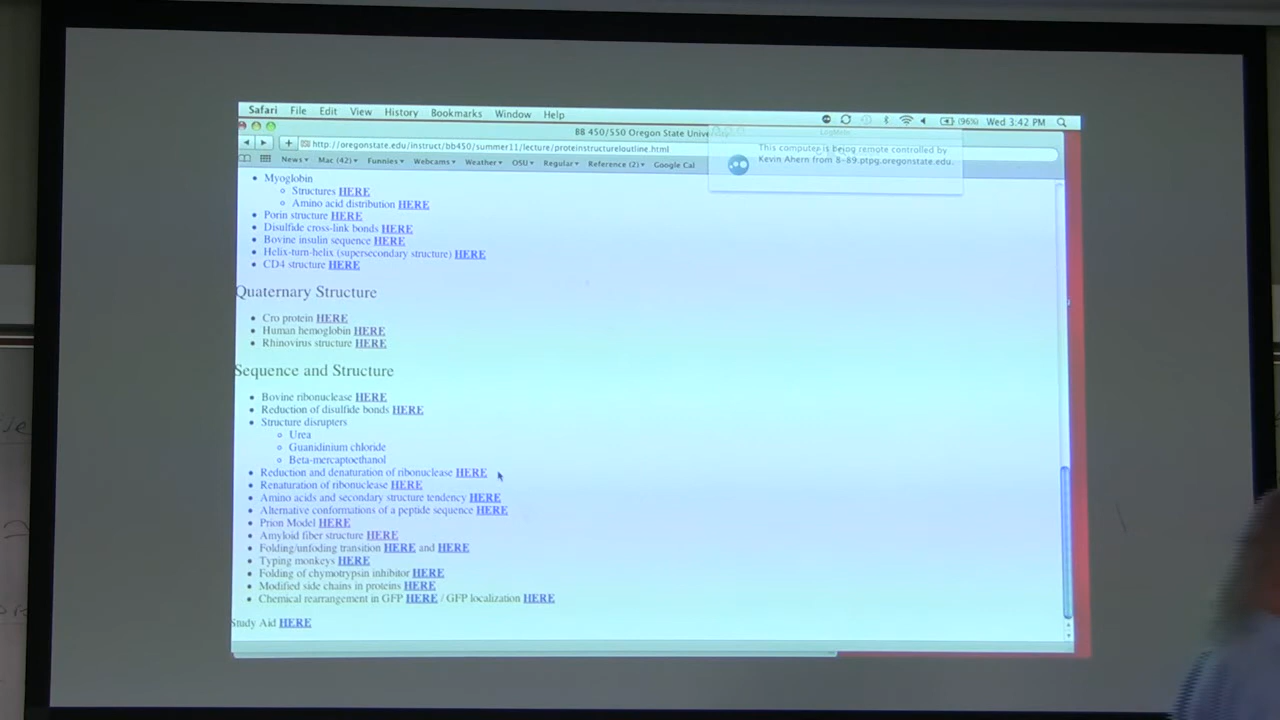 Safari File Edit View History Bookmarks Window Help (96%) Wed 3:42 PM
BB 450/550 Oregon State Unive
http://oregonstate.edu/instruct/bb450/summer11/lecture/proteinstructureoutline.html
News Mac (42) Funnies Webcams Weather OSU Regular Reference (2) Google Cal
LogMeIn
This computer is being remote controlled by
Kevin Ahern from 8-89.ptpg.oregonstate.edu.
Myoglobin
Structures HERE
Amino acid distribution HERE
Porin structure HERE
Disulfide cross-link bonds HERE
Bovine insulin sequence HERE
Helix-turn-helix (supersecondary structure) HERE
CD4 structure HERE
Quaternary Structure
Cro protein HERE
Human hemoglobin HERE
Rhinovirus structure HERE
Sequence and Structure
Bovine ribonuclease HERE
Reduction of disulfide bonds HERE
Structure disrupters
Urea
Guanidinium chloride
Beta-mercaptoethanol
Reduction and denaturation of ribonuclease HERE
Renaturation of ribonuclease HERE
Amino acids and secondary structure tendency HERE
Alternative conformations of a peptide sequence HERE
Prion Model HERE
Amyloid fiber structure HERE
Folding/unfoding transition HERE and HERE
Typing monkeys HERE
Folding of chymotrypsin inhibitor HERE
Modified side chains in proteins HERE
Chemical rearrangement in GFP HERE / GFP localization HERE
Study Aid HERE